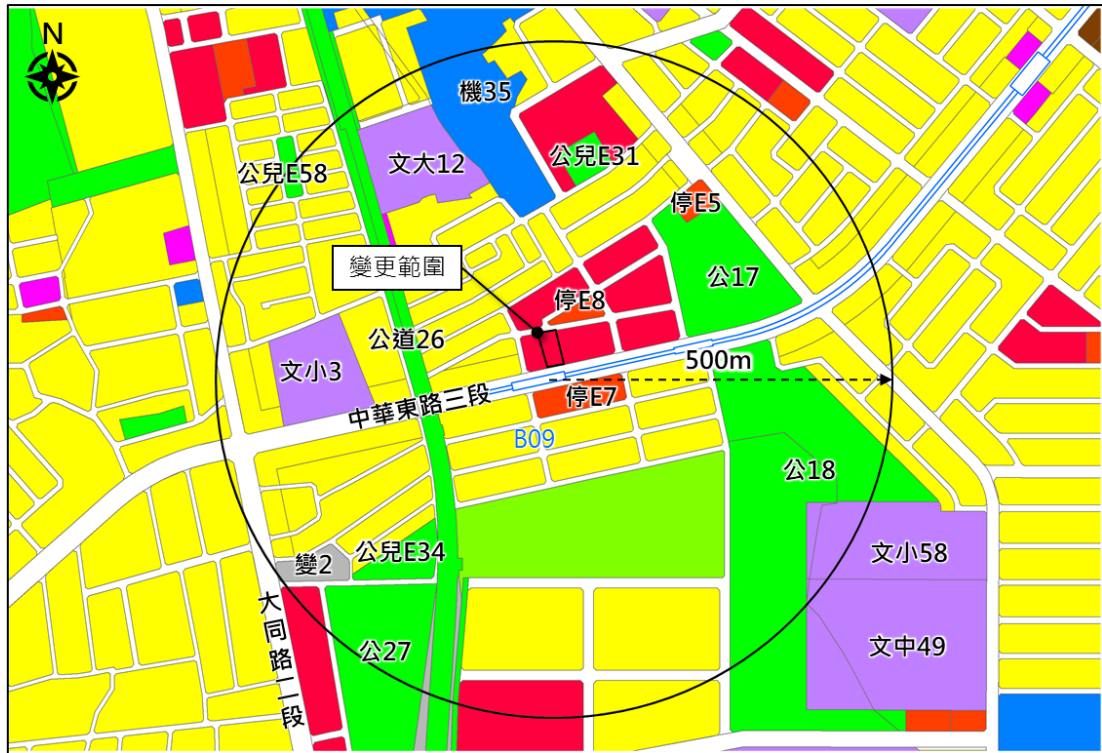 N
機35
公兒E31
公兒E58
文大12
停E5
變更範圍
公17
停E8
公道26
500m
文小3
中華東路三段
停E7
B09
公18
文小58
公兒E34
變2
大同路二段
公27
文中49